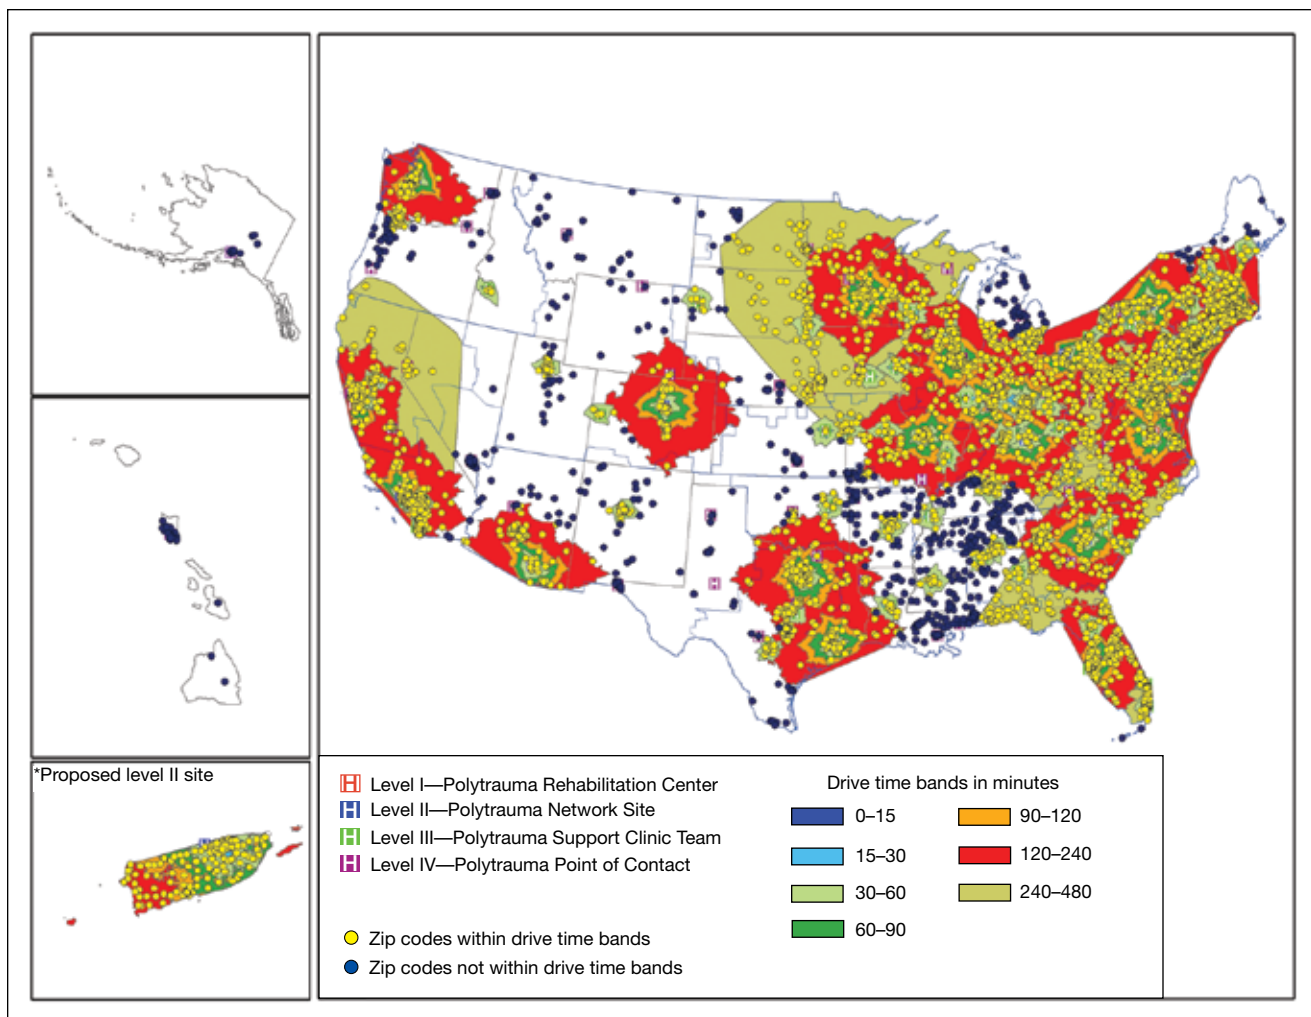 *Proposed level II site
H Level I—Polytrauma Rehabilitation Center
H Level II—Polytrauma Network Site
H Level III—Polytrauma Support Clinic Team
H Level IV—Polytrauma Point of Contact
Zip codes within drive time bands
Zip codes not within drive time bands
Drive time bands in minutes
0–15
15–30
30–60
60–90
90–120
120–240
240–480